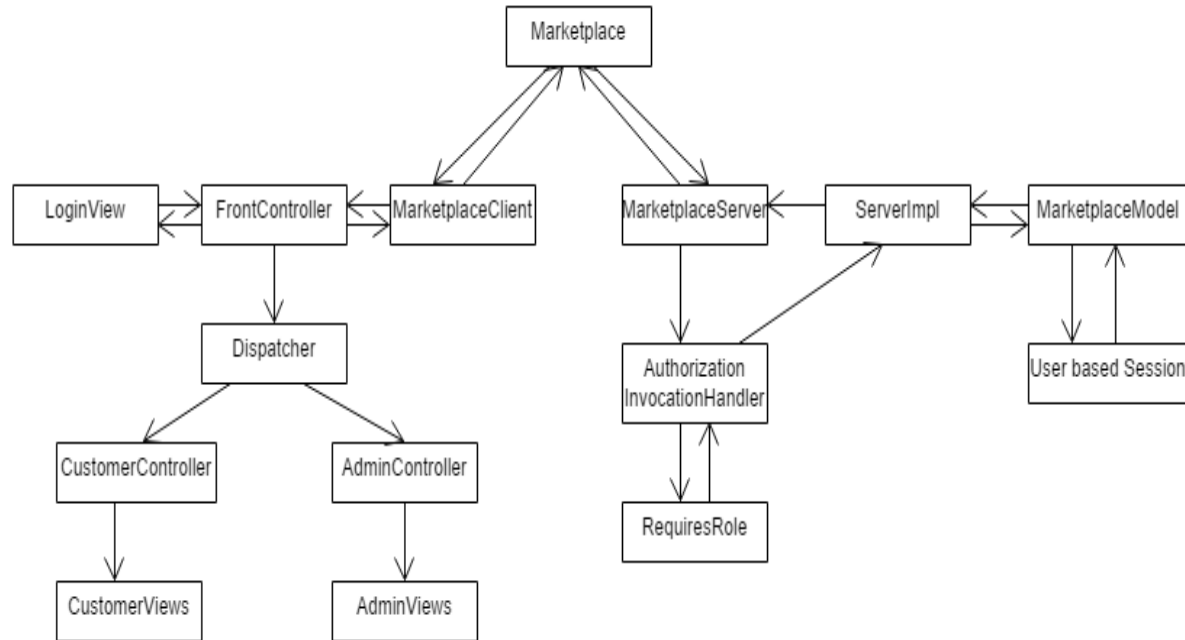 Marketplace
LoginView
FrontController
MarketplaceClient
MarketplaceServer
ServerImpl
MarketplaceModel
Dispatcher
Authorization
InvocationHandler
User based Session
CustomerController
AdminController
RequiresRole
CustomerViews
AdminViews